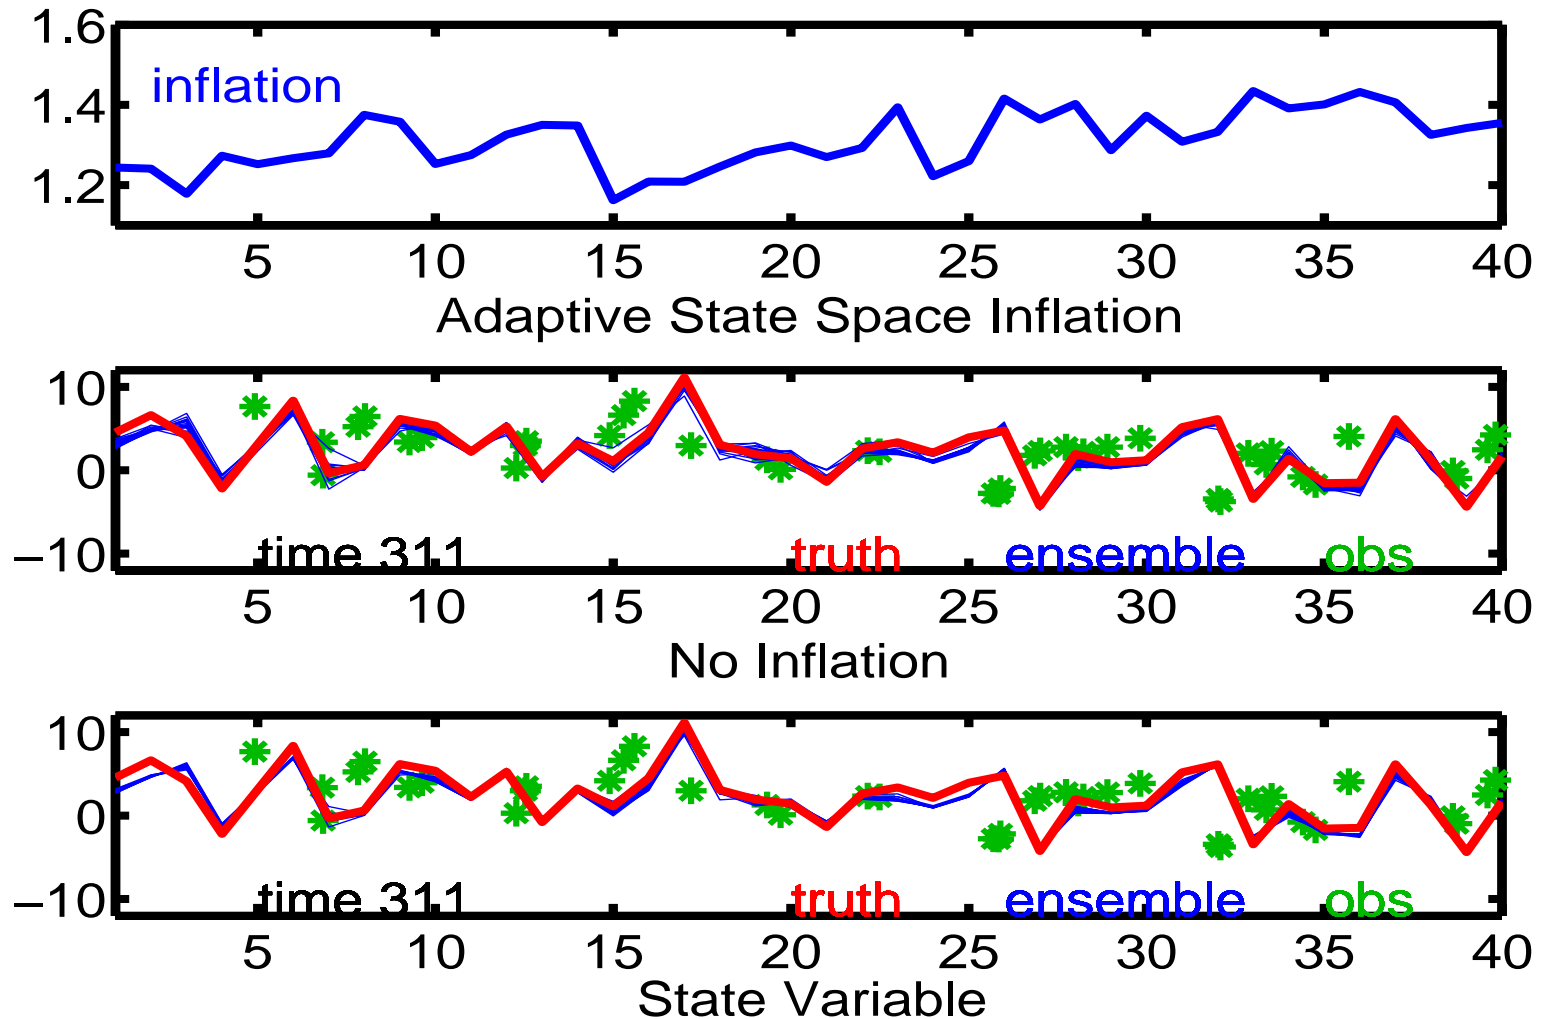 1.6
inflation
1.4
1.2
5 10 15 20 25 30 35 40
Adaptive State Space Inflation
10
0
−10
time 311 truth ensemble obs
5 10 15 20 25 30 35 40
No Inflation
10
0
−10
time 311 truth ensemble obs
5 10 15 20 25 30 35 40
State Variable